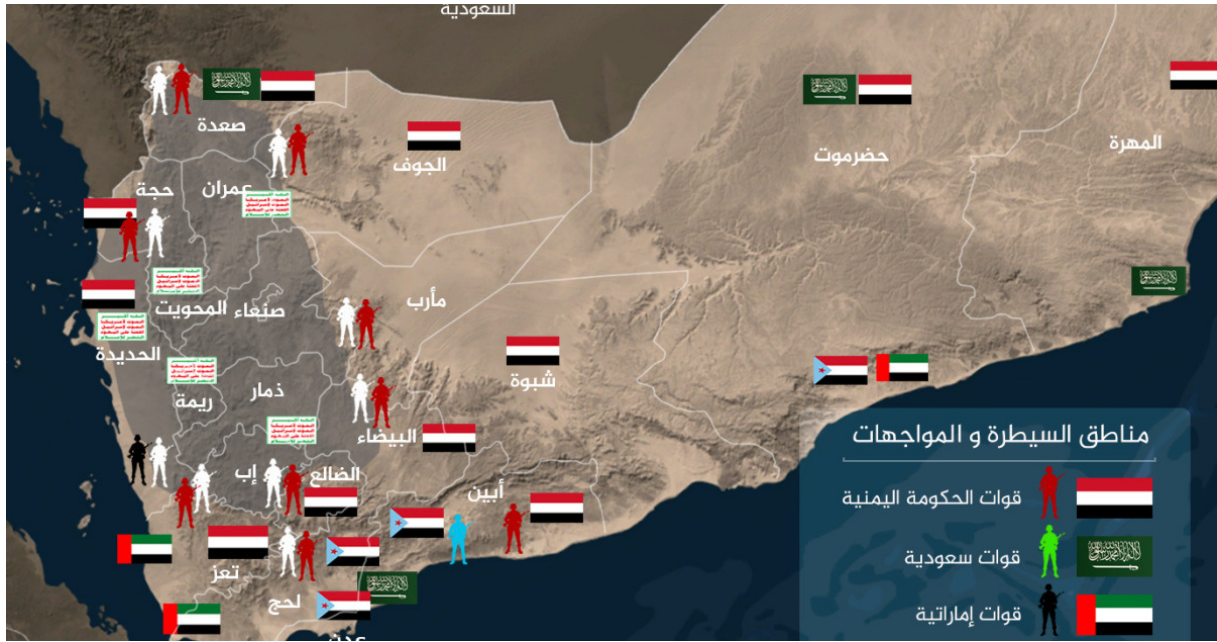 السعودية
صعدة
الجوف
حضرموت
المهرة
حجة
عمران
المحويت
صنعاء
مأرب
الحديدة
شبوة
ذمار
ريمة
البيضاء
إب
الضالع
أبين
تعز
لحج
عدن
مناطق السيطرة و المواجهات
قوات الحكومة اليمنية
قوات سعودية
قوات إماراتية